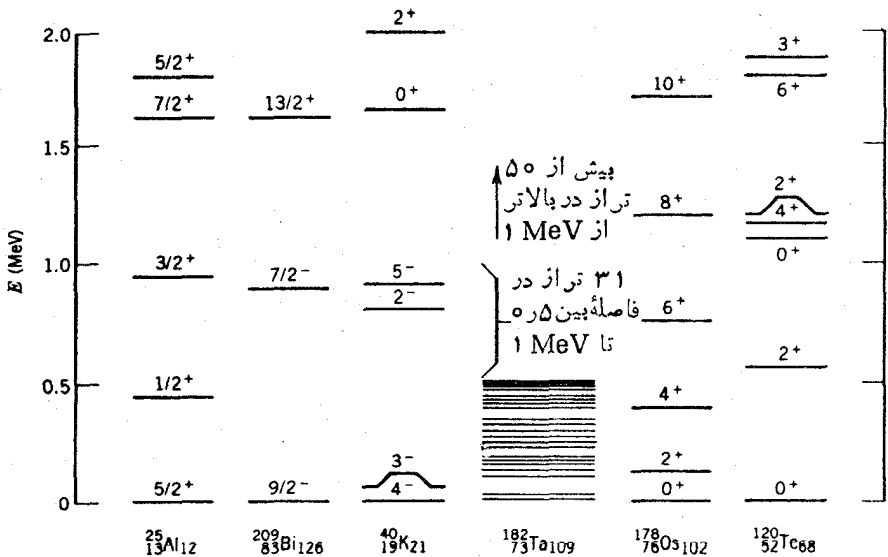 2.0
1.5
1.0
0.5
0
E (MeV)
5/2⁺
7/2⁺
3/2⁺
1/2⁺
5/2⁺
13/2⁺
7/2⁻
9/2⁻
2⁺
0⁺
5⁻
2⁻
3⁻
4⁻
بیش از ۵۰
تراز در بالاتر
از ۱ MeV
۳۱ تراز در
فاصلهٔ بین ۰٫۵
تا ۱ MeV
10⁺
8⁺
6⁺
4⁺
2⁺
0⁺
3⁺
6⁺
2⁺
4⁺
0⁺
2⁺
0⁺
²⁵₁₃Al₁₂
²⁰⁹₈₃Bi₁₂₆
⁴⁰₁₉K₂₁
¹⁸²₇₃Ta₁₀₉
¹⁷⁸₇₆Os₁₀₂
¹²⁰₅₂Te₆₈